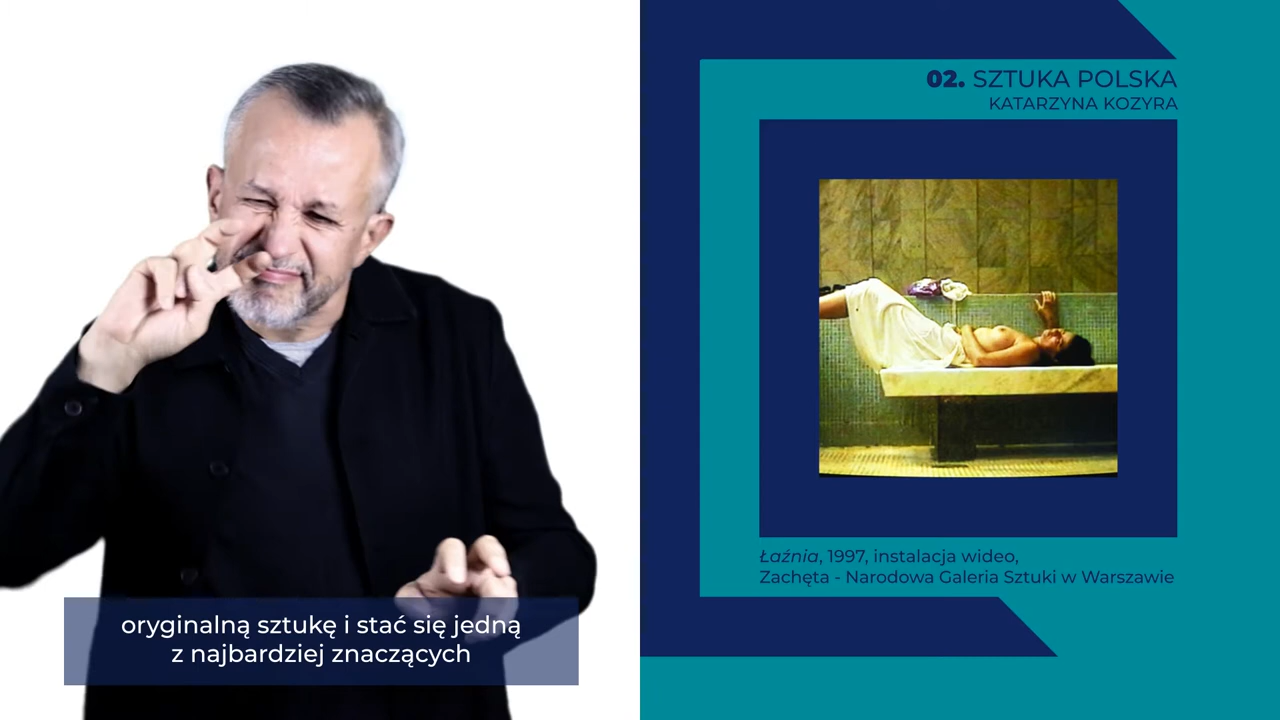 02. SZTUKA POLSKA
KATARZYNA KOZYRA
Łaźnia, 1997, instalacja wideo,
Zachęta - Narodowa Galeria Sztuki w Warszawie
oryginalną sztukę i stać się jedną
z najbardziej znaczących